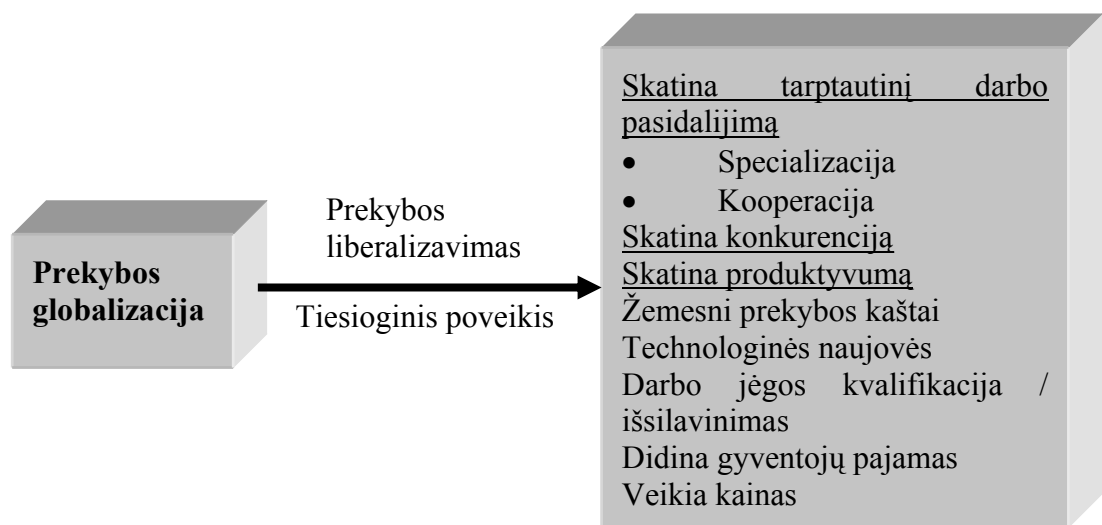 Prekybos
globalizacija
Prekybos
liberalizavimas
Tiesioginis poveikis
Skatina tarptautinį darbo
pasidalijimą
• Specializacija
• Kooperacija
Skatina konkurenciją
Skatina produktyvumą
Žemesni prekybos kaštai
Technologinės naujovės
Darbo jėgos kvalifikacija /
išsilavinimas
Didina gyventojų pajamas
Veikia kainas